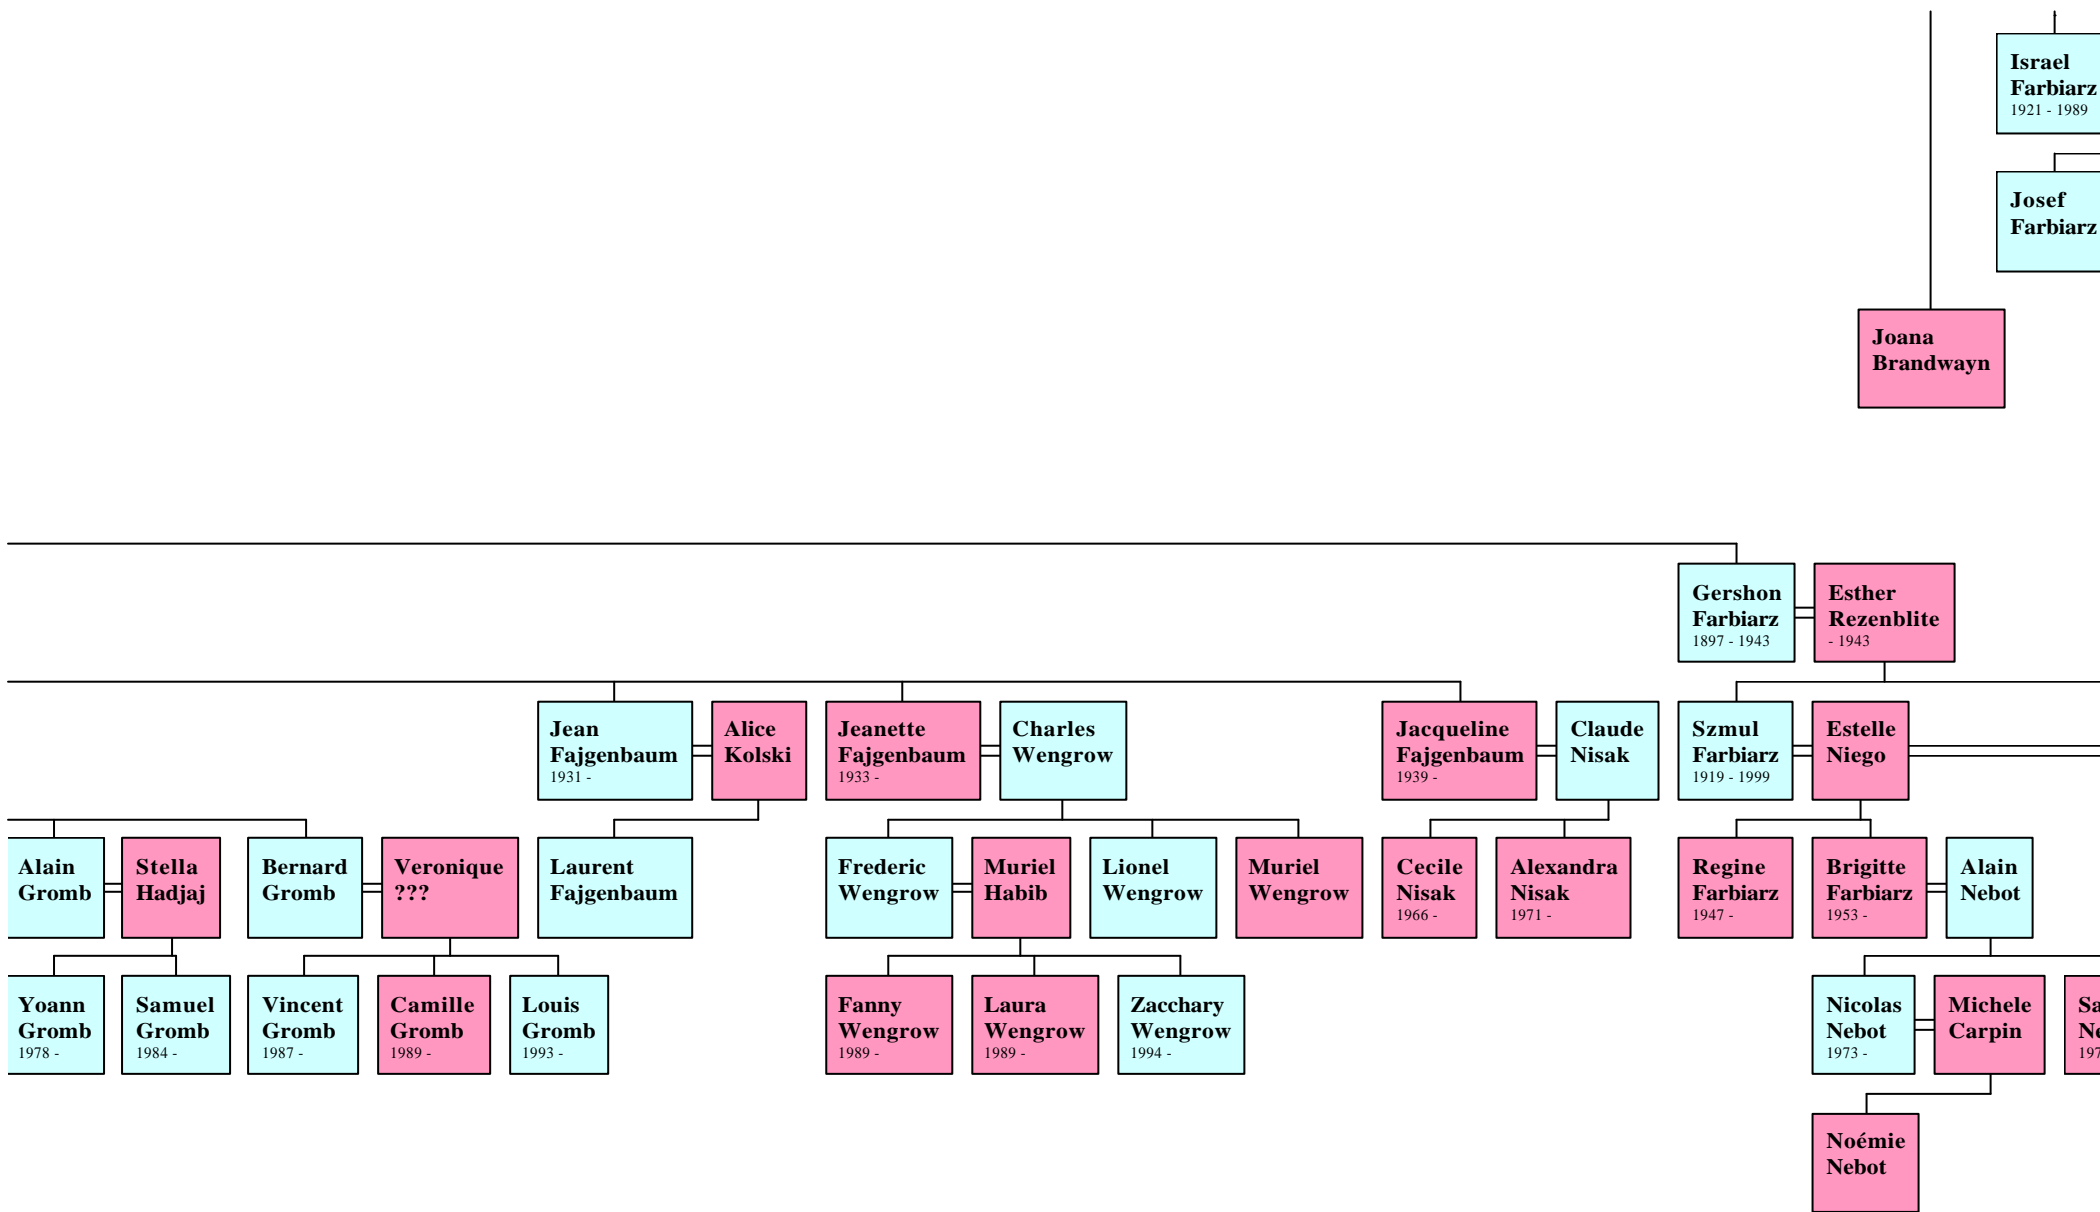 Israel
Farbiarz
1921 - 1989
Josef
Farbiarz
Joana
Brandwayn
Gershon
Farbiarz
1897 - 1943
Esther
Rezenblite
- 1943
Jean
Fajgenbaum
1931 -
Alice
Kolski
Jeanette
Fajgenbaum
1933 -
Charles
Wengrow
Jacqueline
Fajgenbaum
1939 -
Claude
Nisak
Szmul
Farbiarz
1919 - 1999
Estelle
Niego
Alain
Gromb
Stella
Hadjaj
Bernard
Gromb
Veronique
???
Laurent
Fajgenbaum
Frederic
Wengrow
Muriel
Habib
Lionel
Wengrow
Muriel
Wengrow
Cecile
Nisak
1966 -
Alexandra
Nisak
1971 -
Regine
Farbiarz
1947 -
Brigitte
Farbiarz
1953 -
Alain
Nebot
Yoann
Gromb
1978 -
Samuel
Gromb
1984 -
Vincent
Gromb
1987 -
Camille
Gromb
1989 -
Louis
Gromb
1993 -
Fanny
Wengrow
1989 -
Laura
Wengrow
1989 -
Zacchary
Wengrow
1994 -
Nicolas
Nebot
1973 -
Michele
Carpin
Noémie
Nebot